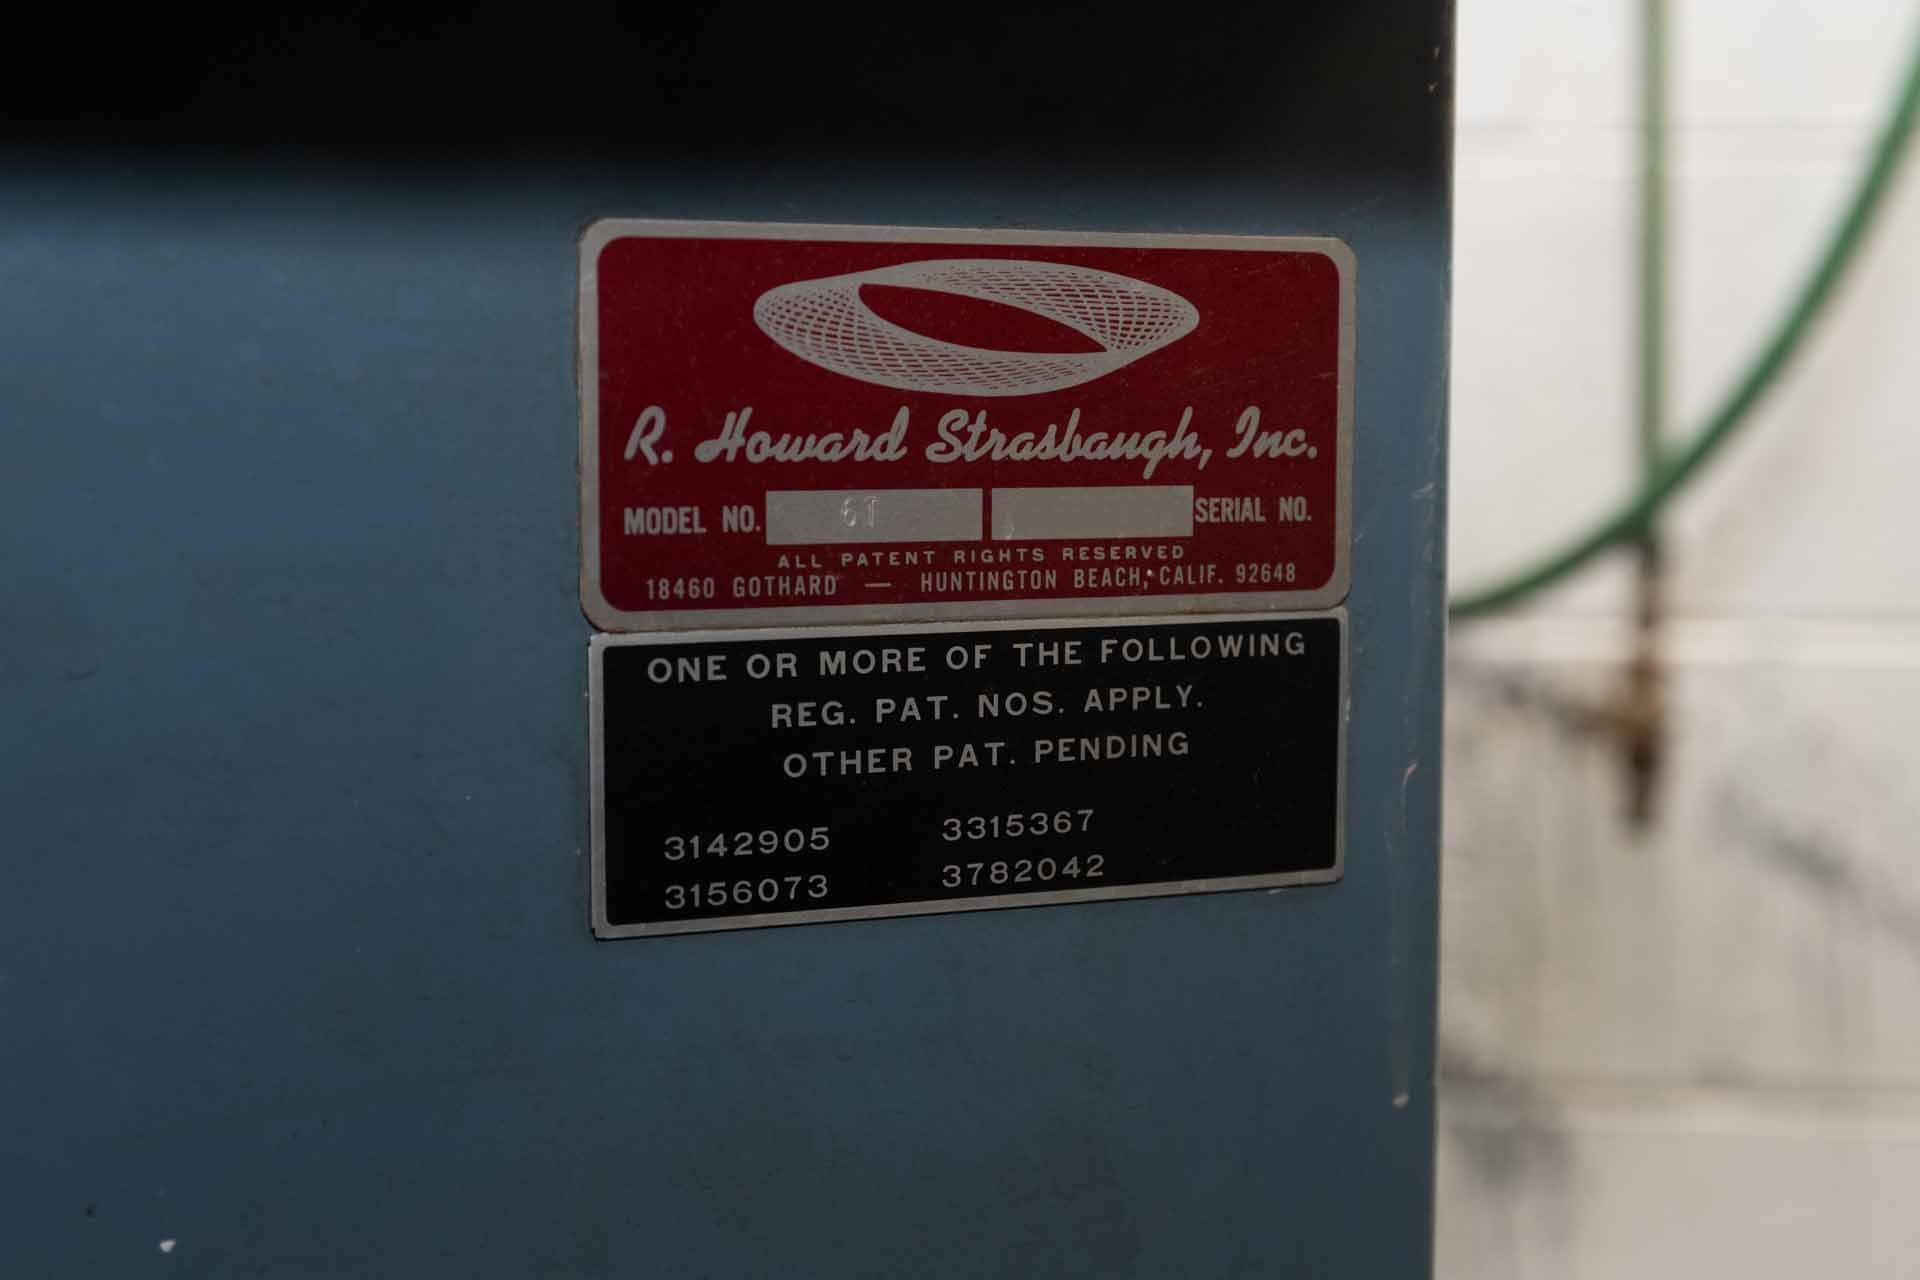 R. Howard Strasbaugh, Inc.
MODEL NO. 6T SERIAL NO.
ALL PATENT RIGHTS RESERVED
18460 GOTHARD — HUNTINGTON BEACH, CALIF. 92648
ONE OR MORE OF THE FOLLOWING
REG. PAT. NOS. APPLY.
OTHER PAT. PENDING
3142905 3315367
3156073 3782042